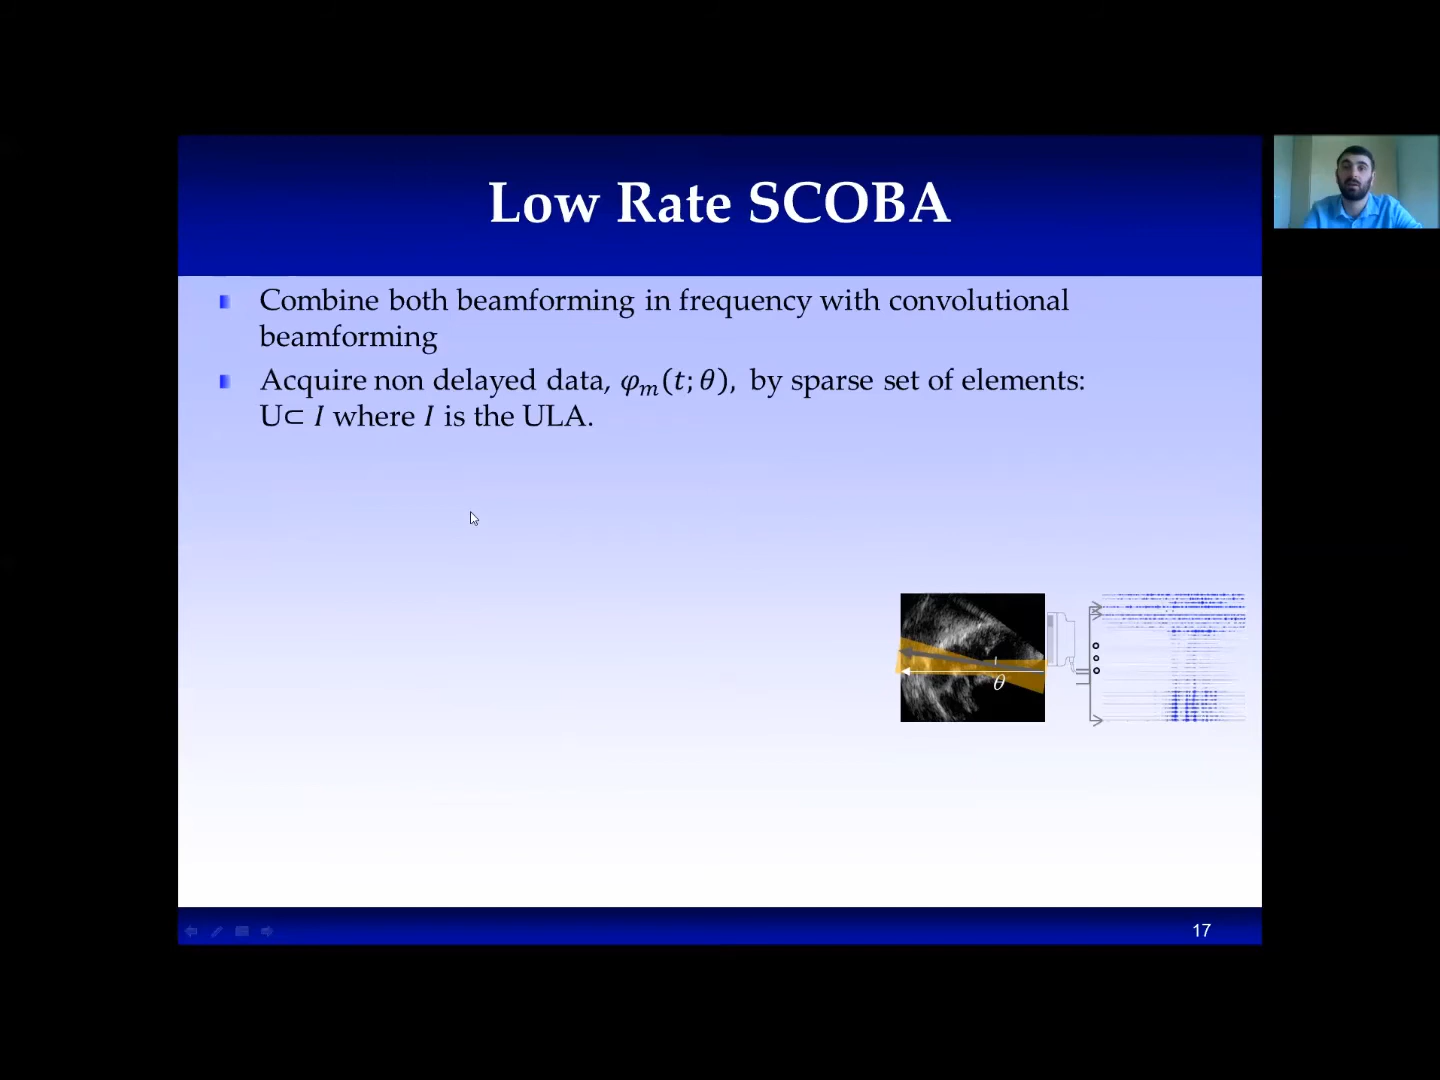 Low Rate SCOBA
Combine both beamforming in frequency with convolutional
beamforming
Acquire non delayed data, φₘ(t; θ), by sparse set of elements:
U⊂ I where I is the ULA.
θ
17